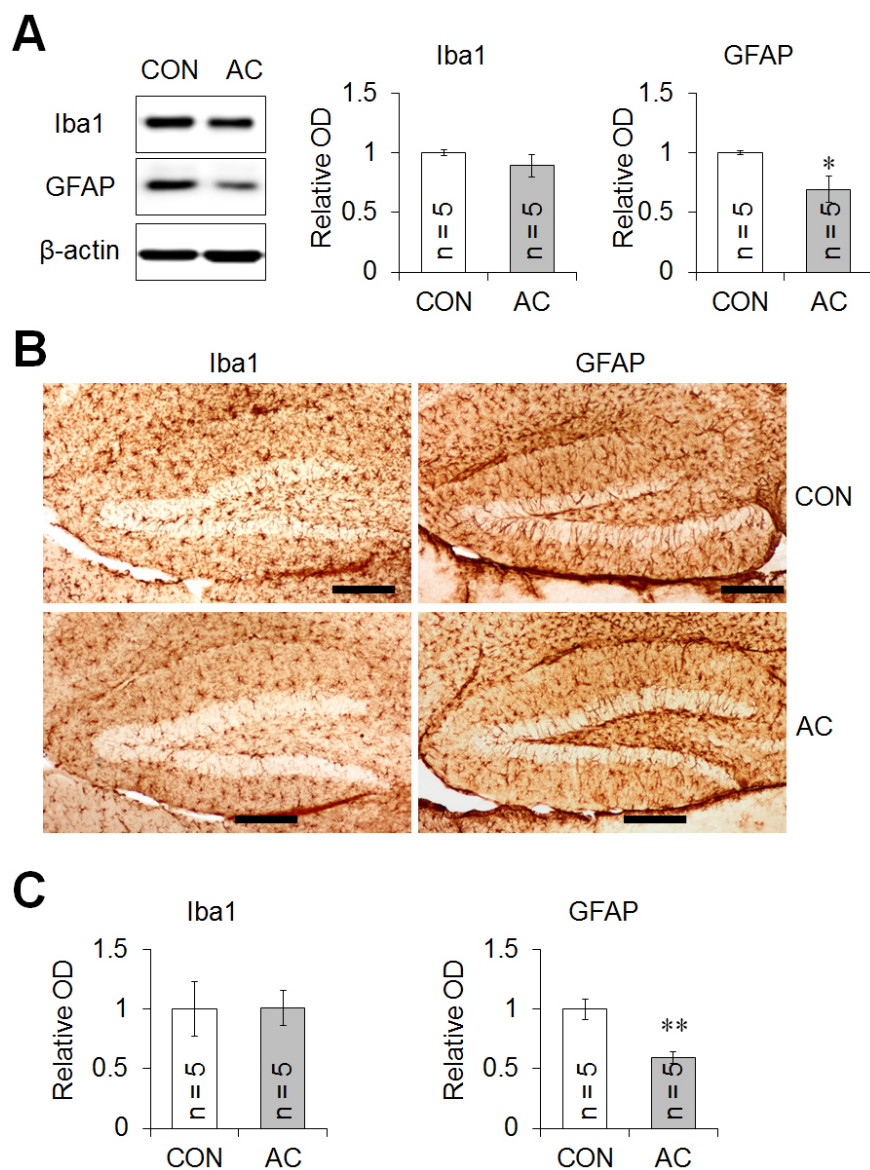 A
CON AC
Iba1
GFAP
β-actin
Iba1
Relative OD
1.5
1
0.5
0
n = 5
n = 5
CON AC
GFAP
Relative OD
1.5
1
0.5
0
*
n = 5
n = 5
CON AC
B
Iba1 GFAP
CON
AC
C
Iba1
Relative OD
1.5
1
0.5
0
n = 5
n = 5
CON AC
GFAP
Relative OD
1.5
1
0.5
0
**
n = 5
n = 5
CON AC